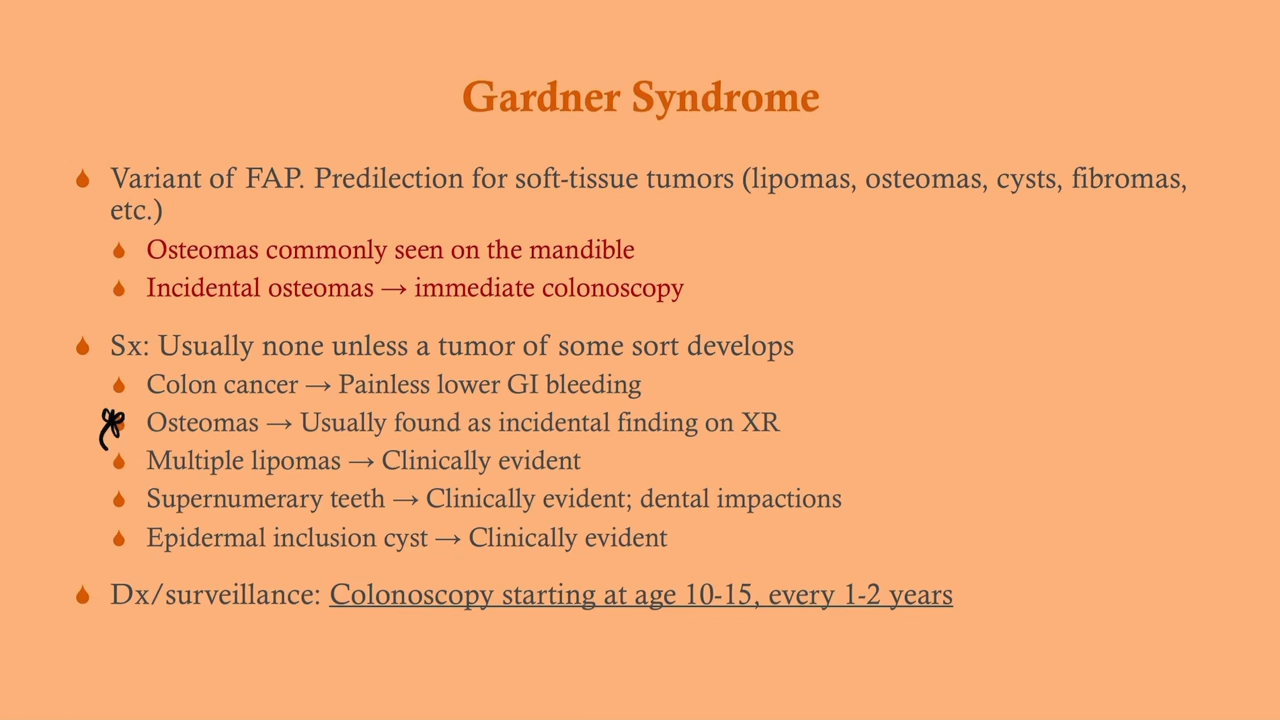 Gardner Syndrome
Variant of FAP. Predilection for soft-tissue tumors (lipomas, osteomas, cysts, fibromas,
etc.)
Osteomas commonly seen on the mandible
Incidental osteomas → immediate colonoscopy
Sx: Usually none unless a tumor of some sort develops
Colon cancer → Painless lower GI bleeding
Osteomas → Usually found as incidental finding on XR
Multiple lipomas → Clinically evident
Supernumerary teeth → Clinically evident; dental impactions
Epidermal inclusion cyst → Clinically evident
Dx/surveillance: Colonoscopy starting at age 10-15, every 1-2 years